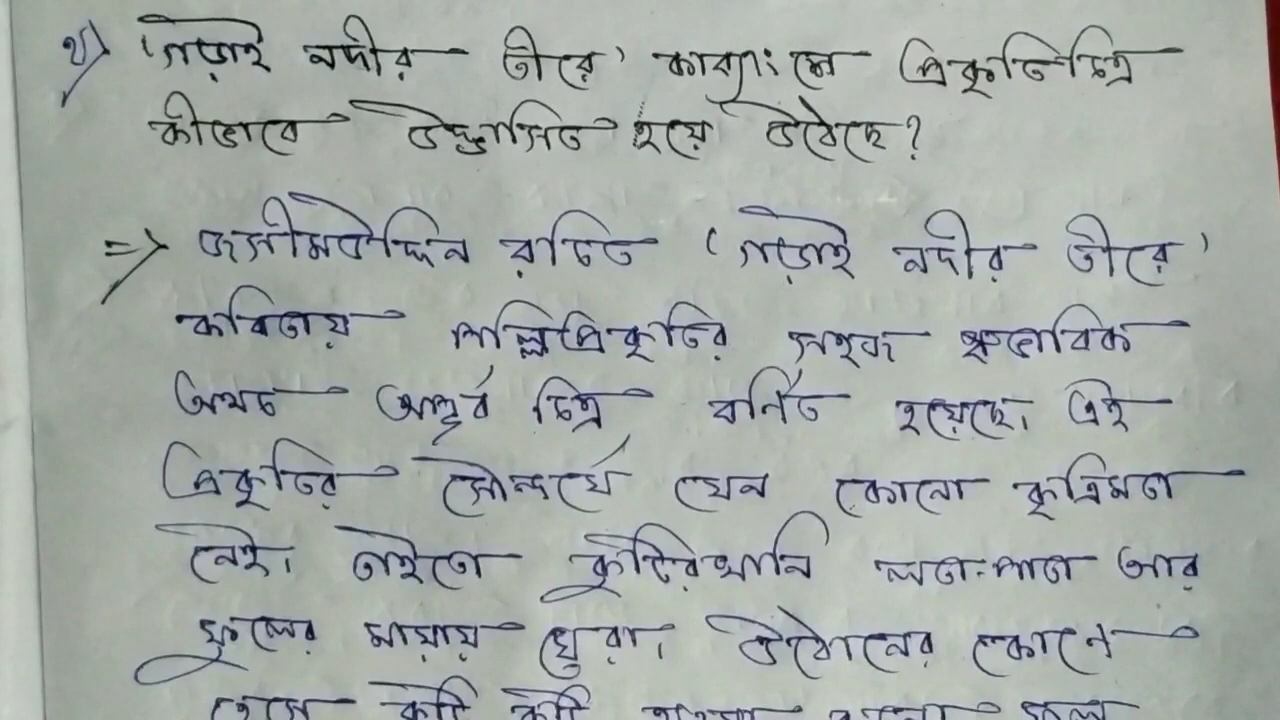 খ) 'গড়াই নদীর তীরে' কাব্যাংশে প্রকৃতিচিত্র
কীভাবে উদ্ভাসিত হয়ে উঠেছে?
=> জসীমউদ্দিন রচিত 'গড়াই নদীর তীরে'
কবিতায় পল্লিপ্রকৃতির সহজ স্বাভাবিক
অথচ অপূর্ব চিত্র বর্ণিত হয়েছে। এই
প্রকৃতির সৌন্দর্যে যেন কোনো কৃত্রিমতা
নেই। তাইতো কুটিরখানি লতা-পাতা আর
ফুলের মায়ায় ঘেরা। উঠোনের কোণে